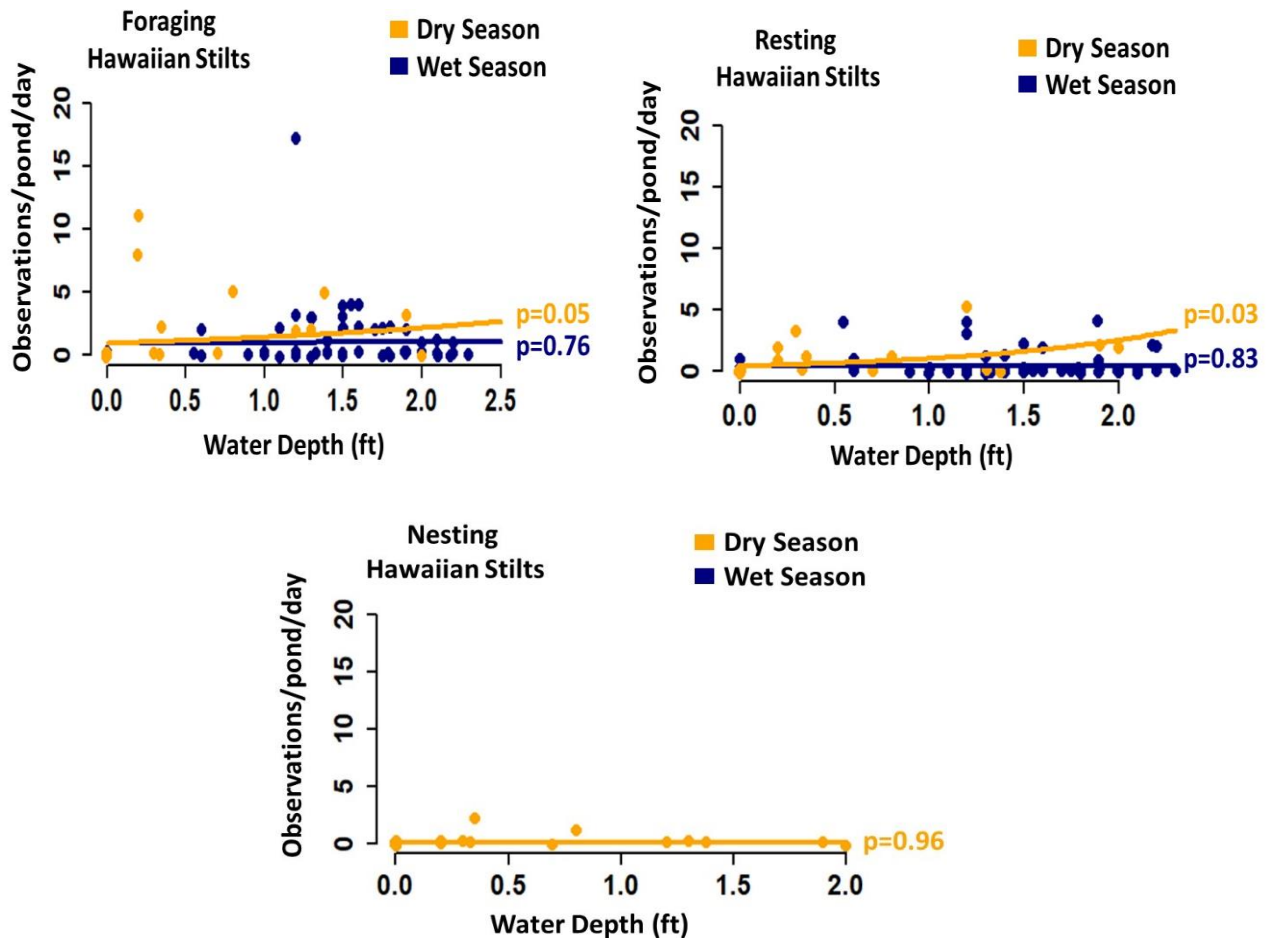 Foraging
Hawaiian Stilts
Dry Season
Wet Season
Observations/pond/day
20
15
10
5
0
p=0.05
p=0.76
0.0 0.5 1.0 1.5 2.0 2.5
Water Depth (ft)
Resting
Hawaiian Stilts
Dry Season
Wet Season
Observations/pond/day
20
15
10
5
0
p=0.03
p=0.83
0.0 0.5 1.0 1.5 2.0
Water Depth (ft)
Nesting
Hawaiian Stilts
Dry Season
Wet Season
Observations/pond/day
20
15
10
5
0
p=0.96
0.0 0.5 1.0 1.5 2.0
Water Depth (ft)